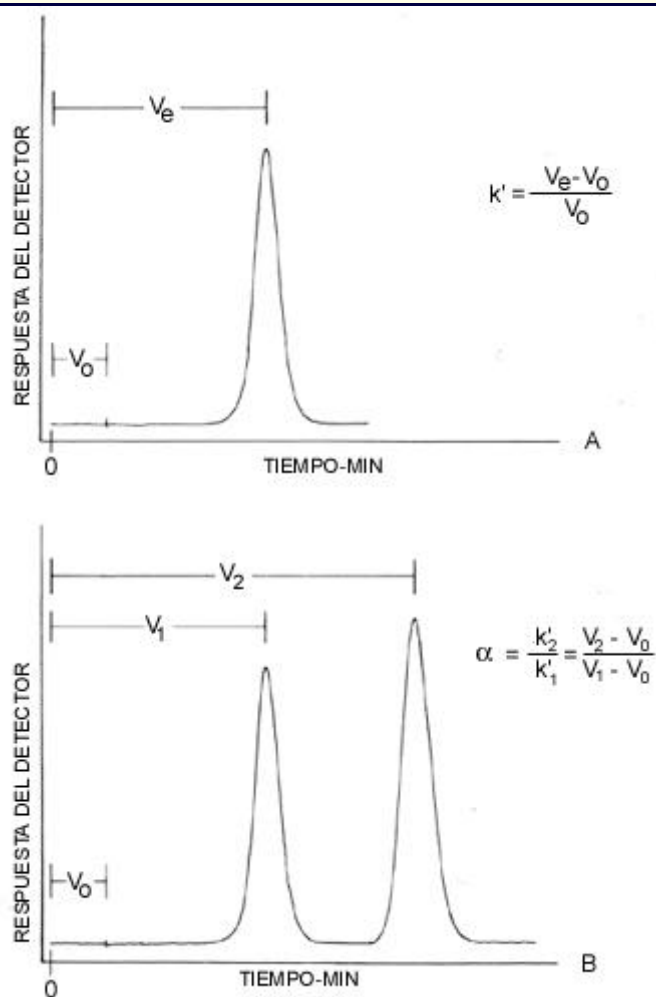 RESPUESTA DEL DETECTOR
Ve
k' = Ve - Vo / Vo
Vo
0
TIEMPO-MIN
A
RESPUESTA DEL DETECTOR
V2
V1
α = k'2 / k'1 = V2 - V0 / V1 - V0
Vo
0
TIEMPO-MIN
B